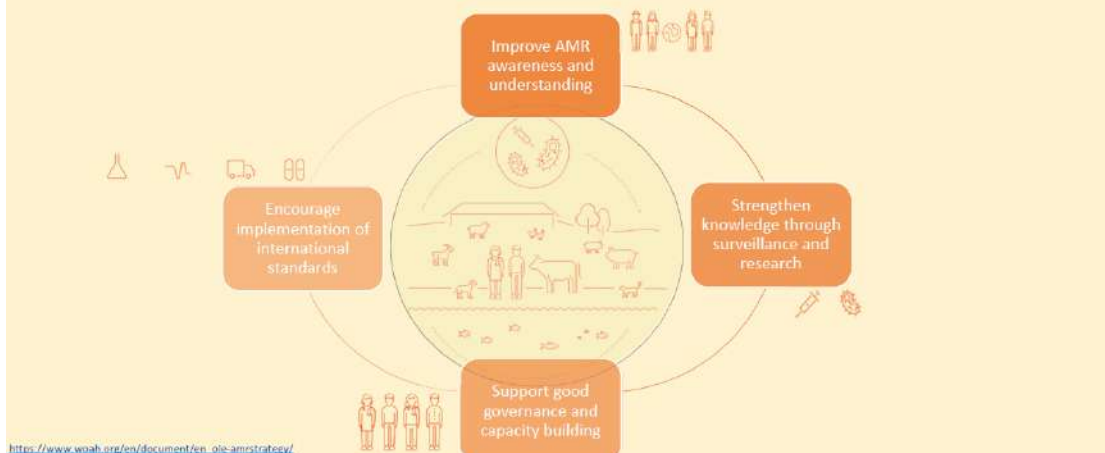 Improve AMR
awareness and
understanding
Encourage
implementation of
international
standards
Strengthen
knowledge through
surveillance and
research
Support good
governance and
capacity building
https://www.woah.org/en/document/en_oie-amrstrategy/